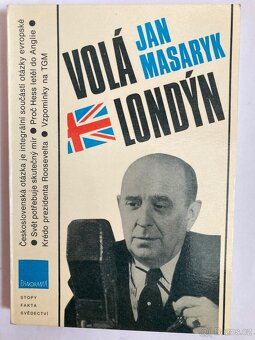 JAN
MASARYK
VOLÁ
LONDÝN
Československá otázka je integrální součástí otázky evropské
● Svět potřebuje skutečný mír ● Proč Hess letěl do Anglie ●
Krédo prezidenta Roosevelta ● Vzpomínky na TGM
PANORAMA
STOPY
FAKTA
SVĚDECTVÍ